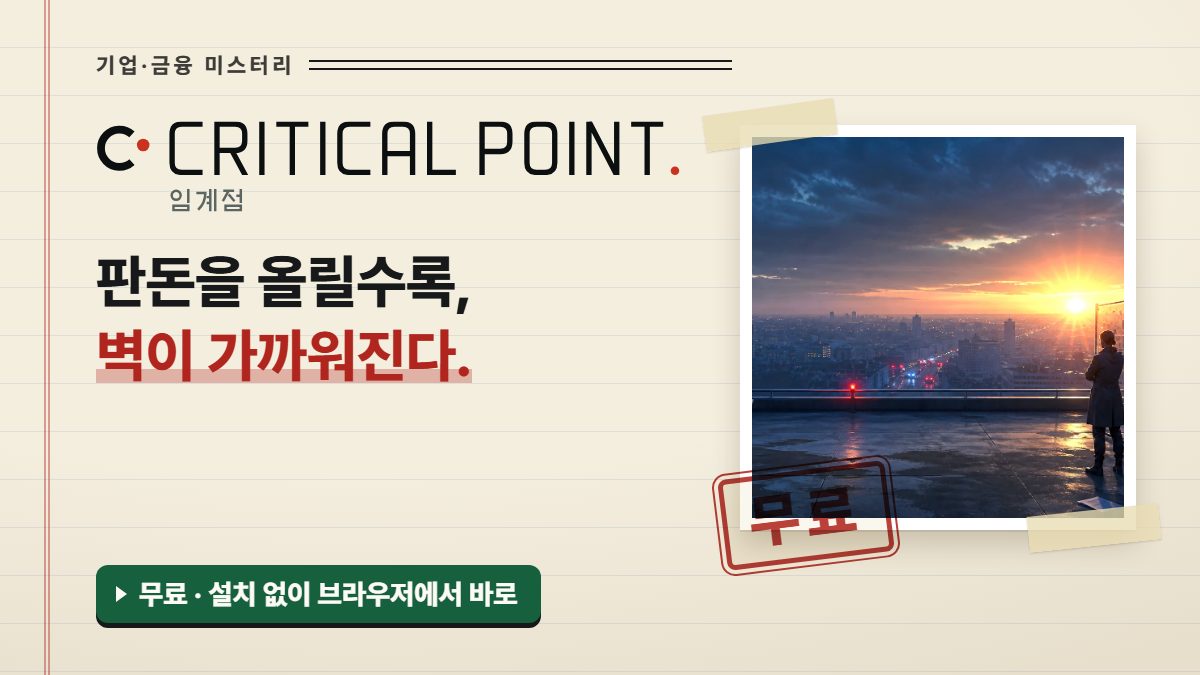 기업·금융 미스터리
C CRITICAL POINT.
임계점
판돈을 올릴수록,
벽이 가까워진다.
무료
무료 · 설치 없이 브라우저에서 바로